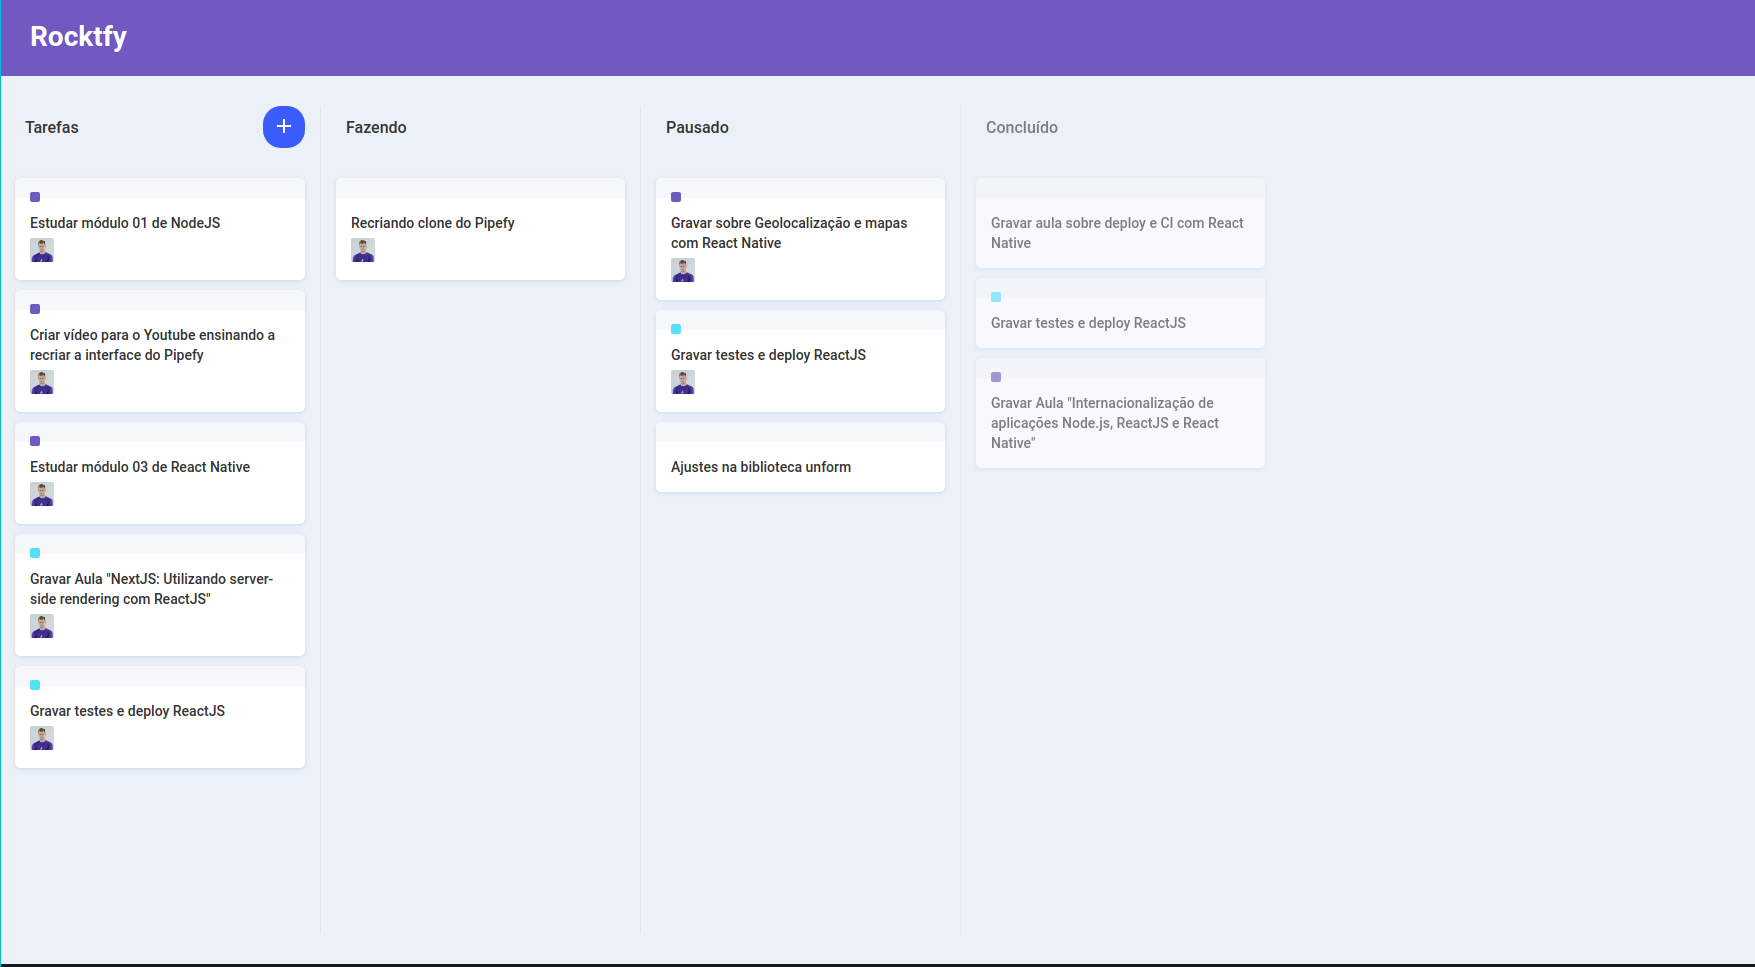 Rocktfy
Tarefas
+
Estudar módulo 01 de NodeJS
Criar vídeo para o Youtube ensinando a
recriar a interface do Pipefy
Estudar módulo 03 de React Native
Gravar Aula "NextJS: Utilizando server-
side rendering com ReactJS"
Gravar testes e deploy ReactJS
Fazendo
Recriando clone do Pipefy
Pausado
Gravar sobre Geolocalização e mapas
com React Native
Gravar testes e deploy ReactJS
Ajustes na biblioteca unform
Concluído
Gravar aula sobre deploy e CI com React
Native
Gravar testes e deploy ReactJS
Gravar Aula "Internacionalização de
aplicações Node.js, ReactJS e React
Native"